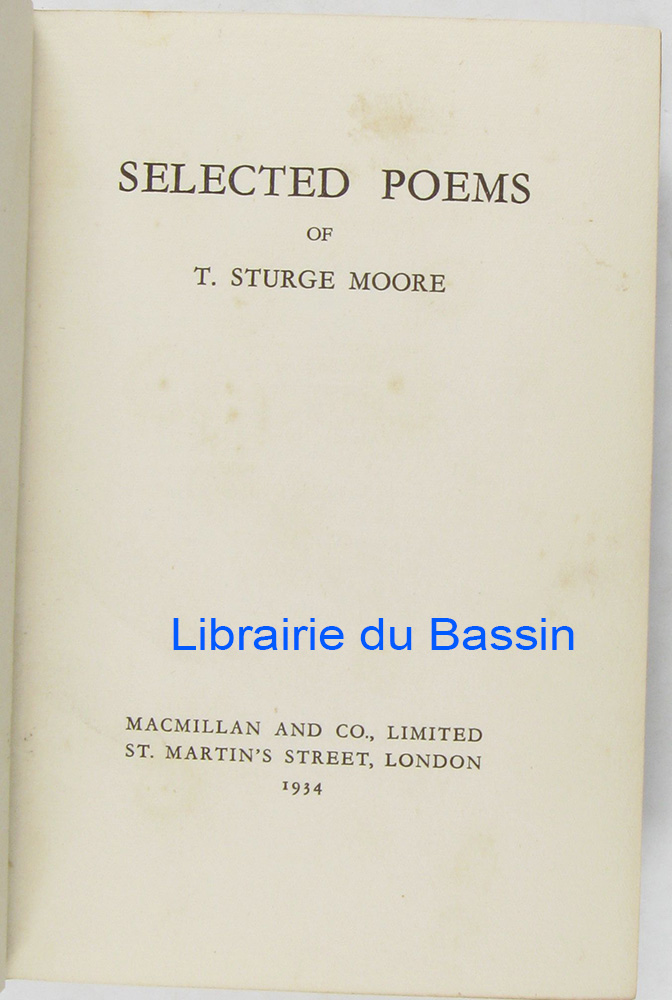 SELECTED POEMS
OF
T. STURGE MOORE
Librairie du Bassin
MACMILLAN AND CO., LIMITED
ST. MARTIN'S STREET, LONDON
1934